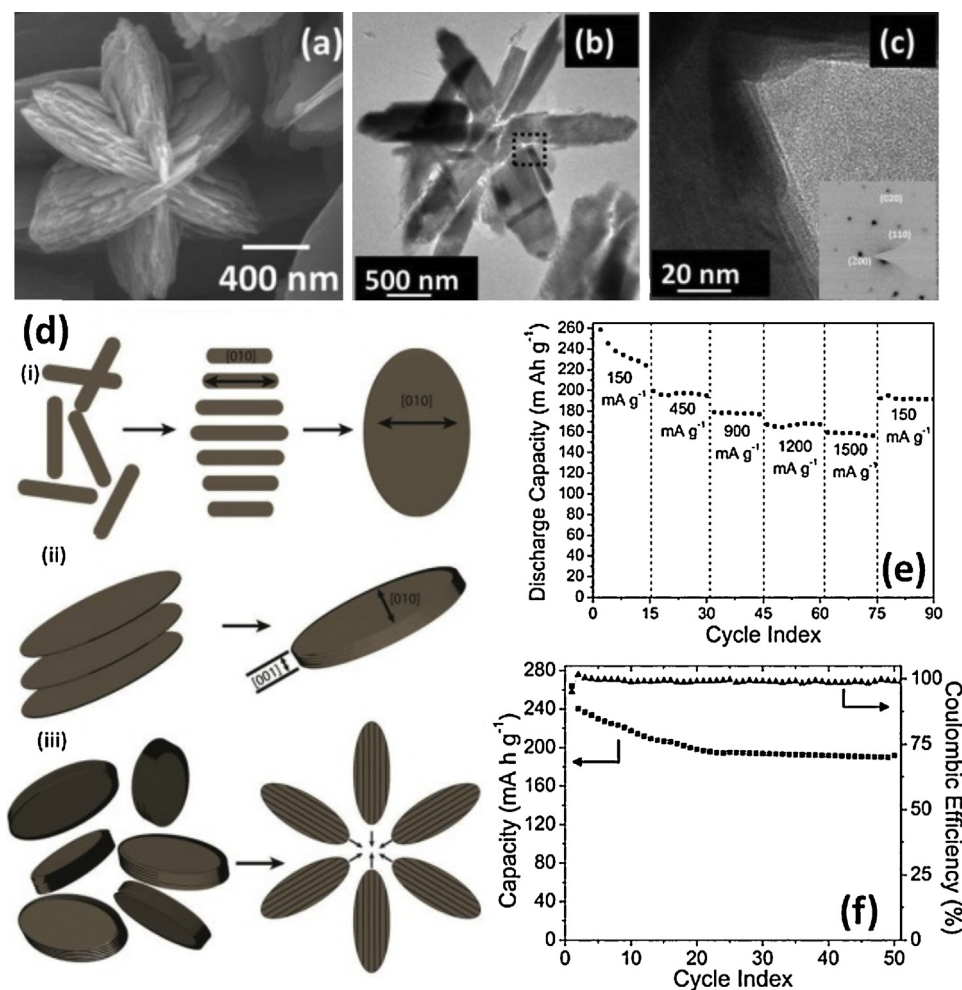 (a)
400 nm
(b)
500 nm
(c)
(020)
(110)
(200)
20 nm
(d)
(i)
[010]
[010]
(ii)
[010]
[001]
(iii)
Discharge Capacity (m Ah g⁻¹)
260
240
220
200
180
160
140
120
100
80
60
40
20
0
150
mA g⁻¹
450
mA g⁻¹
900
mA g⁻¹
1200
mA g⁻¹
1500
mA g⁻¹
150
mA g⁻¹
(e)
0 15 30 45 60 75 90
Cycle Index
Capacity (mA h g⁻¹)
280
240
200
160
120
80
40
0
100
75
50
25
0
Coulombic Efficiency (%)
(f)
0 10 20 30 40 50
Cycle Index